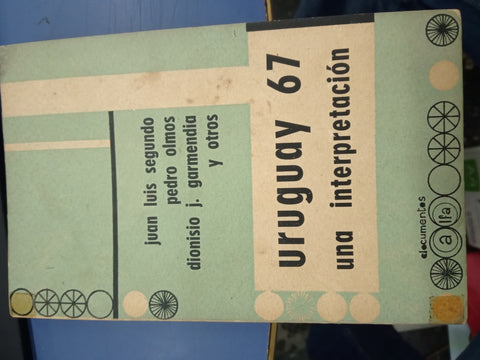 juan luis segundo
pedro olmos
dionisio j. garmendia
y otros
uruguay 67
una interpretación
documentos
alfa